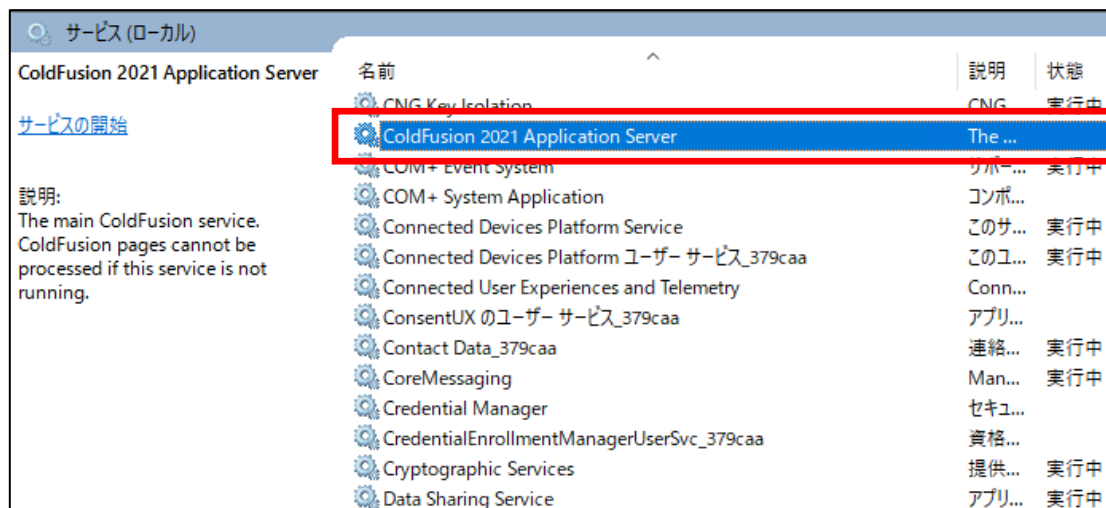 サービス (ローカル)
ColdFusion 2021 Application Server
サービスの開始
説明:
The main ColdFusion service.
ColdFusion pages cannot be
processed if this service is not
running.
名前 説明 状態
CNG Key Isolation CNG 実行中
ColdFusion 2021 Application Server The ...
COM+ Event System サポー... 実行中
COM+ System Application コンポ...
Connected Devices Platform Service このサ... 実行中
Connected Devices Platform ユーザー サービス_379caa このユ... 実行中
Connected User Experiences and Telemetry Conn...
ConsentUX のユーザー サービス_379caa アプリ...
Contact Data_379caa 連絡... 実行中
CoreMessaging Man... 実行中
Credential Manager セキュ...
CredentialEnrollmentManagerUserSvc_379caa 資格...
Cryptographic Services 提供... 実行中
Data Sharing Service アプリ... 実行中